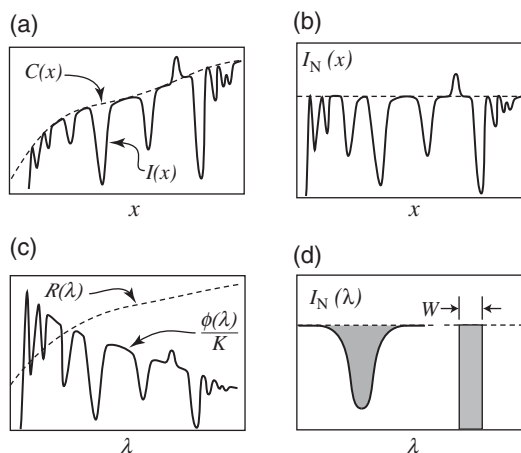 (a)
C(x)
I(x)
x
(b)
I_N (x)
x
(c)
R(λ)
ϕ(λ)
K
λ
(d)
I_N (λ)
W
λ